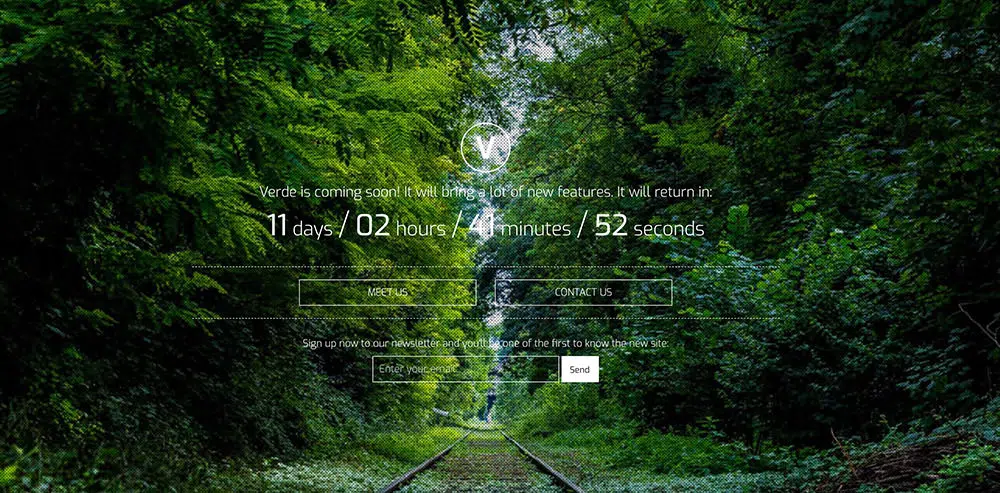 V
Verde is coming soon! It will bring a lot of new features. It will return in:
11 days / 02 hours / 41 minutes / 52 seconds
MEET US CONTACT US
Sign up now to our newsletter and you'll be one of the first to know the new site:
Enter your email Send